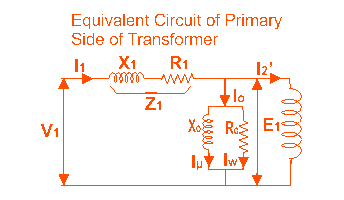 Equivalent Circuit of Primary
Side of Transformer
I1 X1 R1 I2'
Z1
Io
V1 Xo Ro E1
Iμ Iw